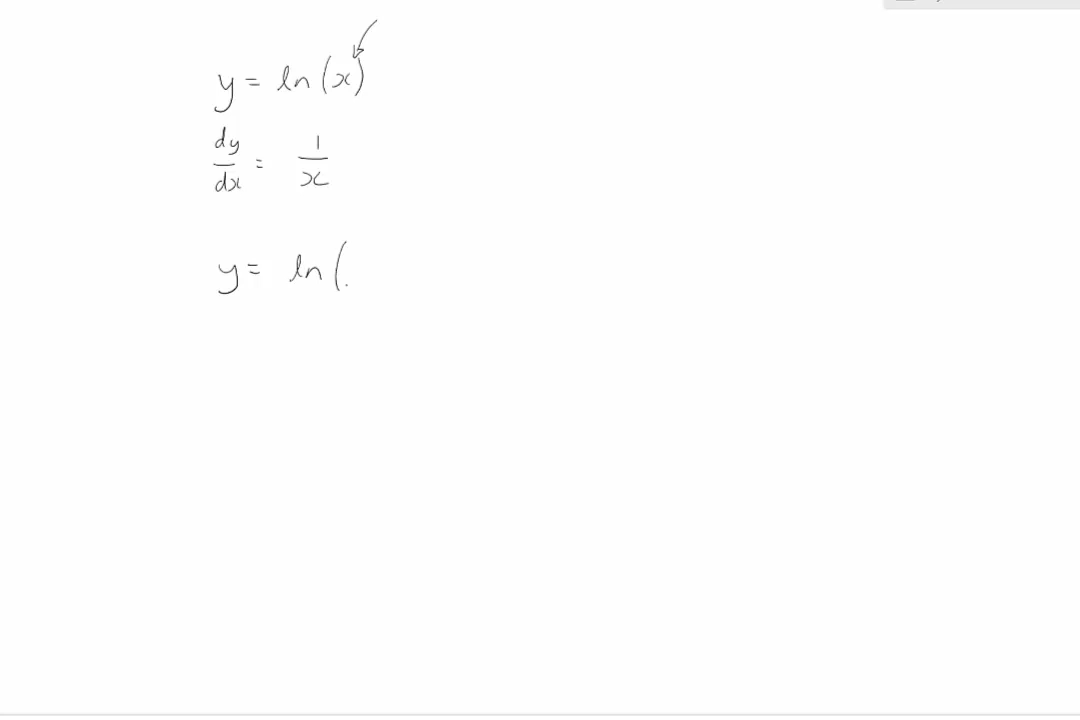 y = ln(x)
dy/dx = 1/x
y = ln(